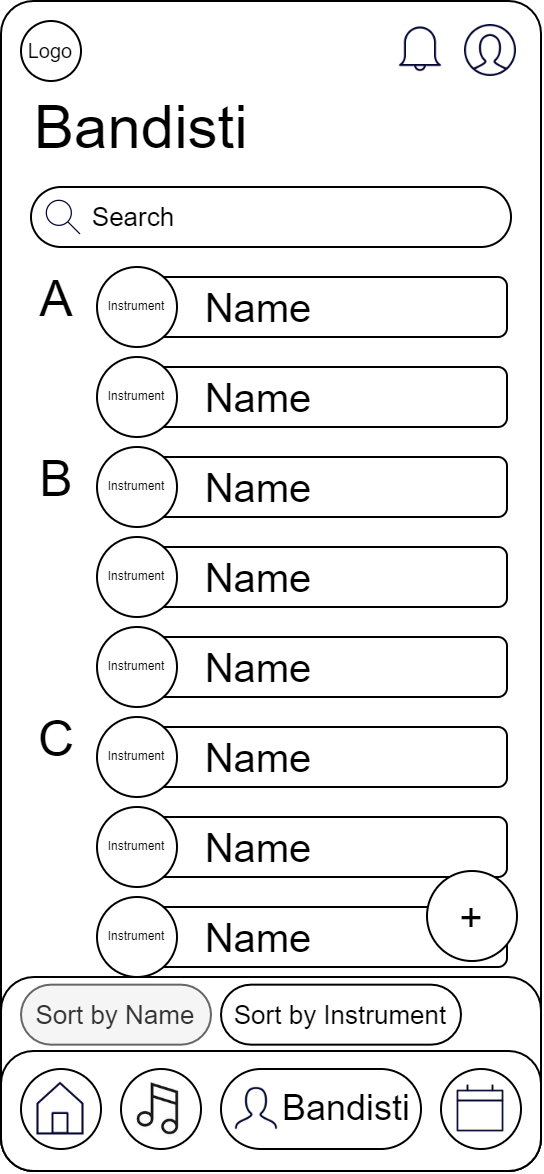 Logo
Bandisti
Search
A
Instrument Name
Instrument Name
B
Instrument Name
Instrument Name
Instrument Name
C
Instrument Name
Instrument Name
Instrument Name
+
Sort by Name Sort by Instrument
Bandisti